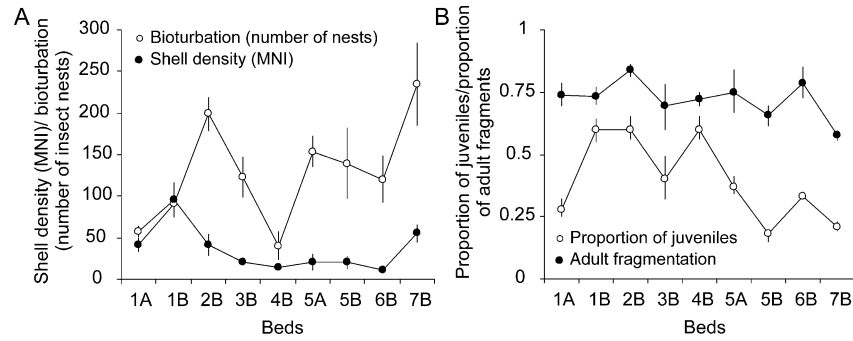 A
Shell density (MNI)/ bioturbation
(number of insect nests)
300
250
200
150
100
50
0
Bioturbation (number of nests)
Shell density (MNI)
1A 1B 2B 3B 4B 5A 5B 6B 7B
Beds
B
Proportion of juveniles/proportion
of adult fragments
1
0.75
0.5
0.25
0
Proportion of juveniles
Adult fragmentation
1A 1B 2B 3B 4B 5A 5B 6B 7B
Beds